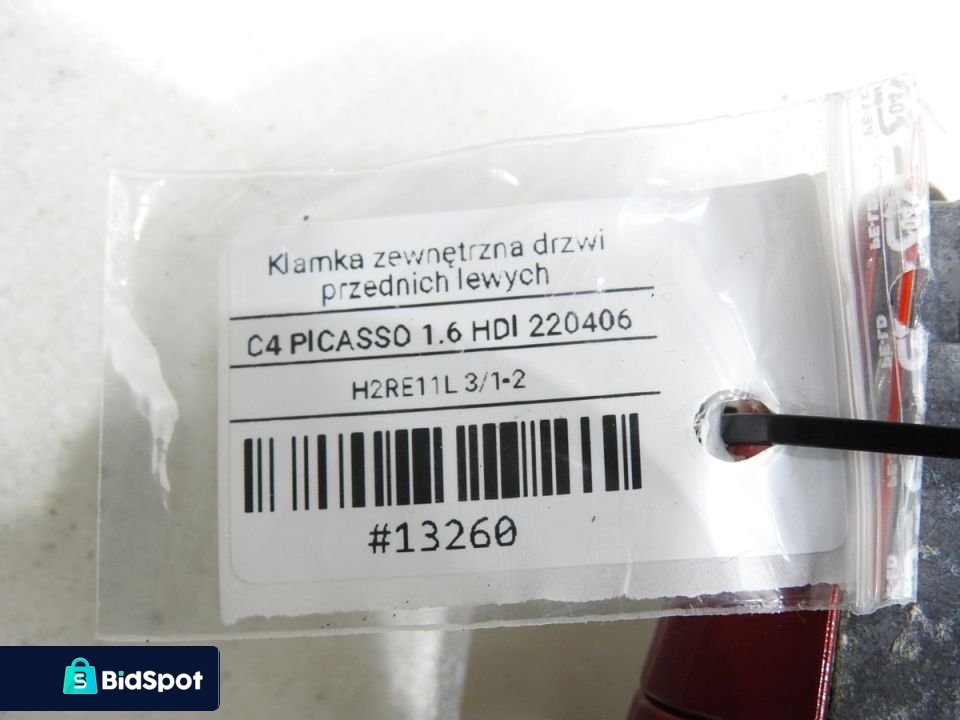 Klamka zewnętrzna drzwi
przednich lewych
C4 PICASSO 1.6 HDI 220406
H2RE11L 3/1-2
#13260
BidSpot